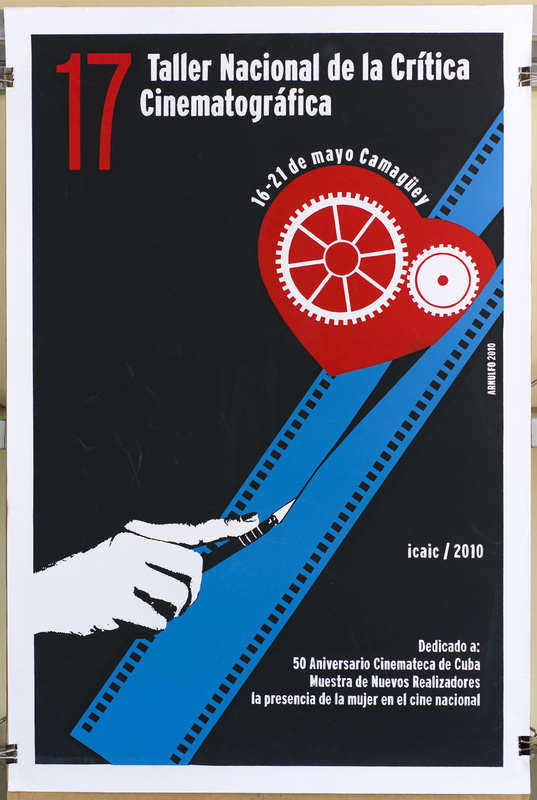 17 Taller Nacional de la Crítica
Cinematográfica
16-21 de mayo Camagüey
ARNULFO 2010
icaic / 2010
Dedicado a:
50 Aniversario Cinemateca de Cuba
Muestra de Nuevos Realizadores
la presencia de la mujer en el cine nacional